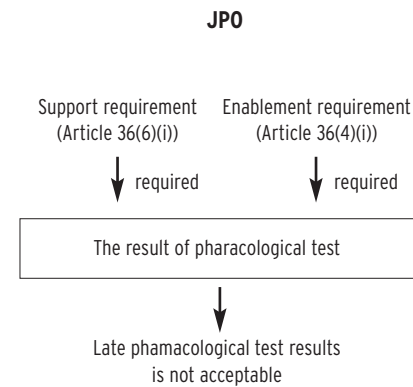 JPO
Support requirement
(Article 36(6)(i))
Enablement requirement
(Article 36(4)(i))
required
required
The result of pharacological test
Late phamacological test results
is not acceptable